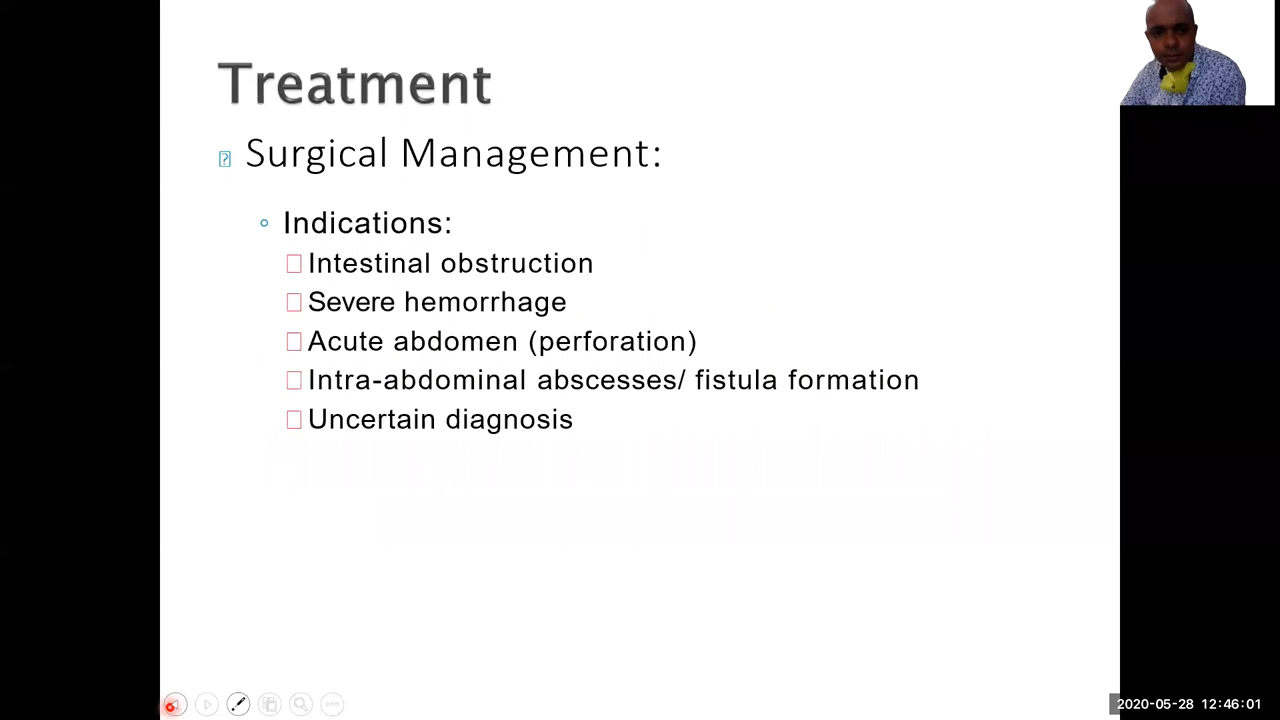 Treatment
Surgical Management:
Indications:
Intestinal obstruction
Severe hemorrhage
Acute abdomen (perforation)
Intra-abdominal abscesses/ fistula formation
Uncertain diagnosis
2020-05-28 12:46:01